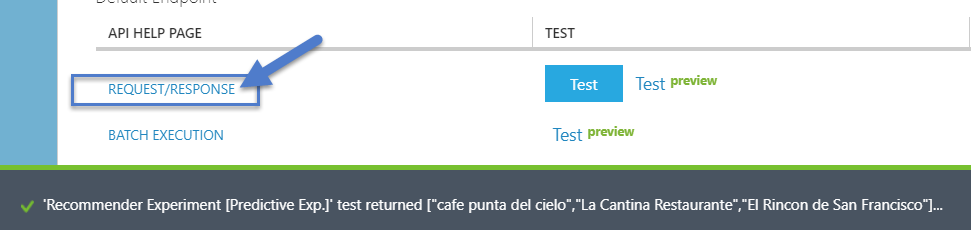 Default Endpoint
API HELP PAGE TEST
REQUEST/RESPONSE Test Test preview
BATCH EXECUTION Test preview
'Recommender Experiment [Predictive Exp.]' test returned ["cafe punta del cielo","La Cantina Restaurante","El Rincon de San Francisco"]...